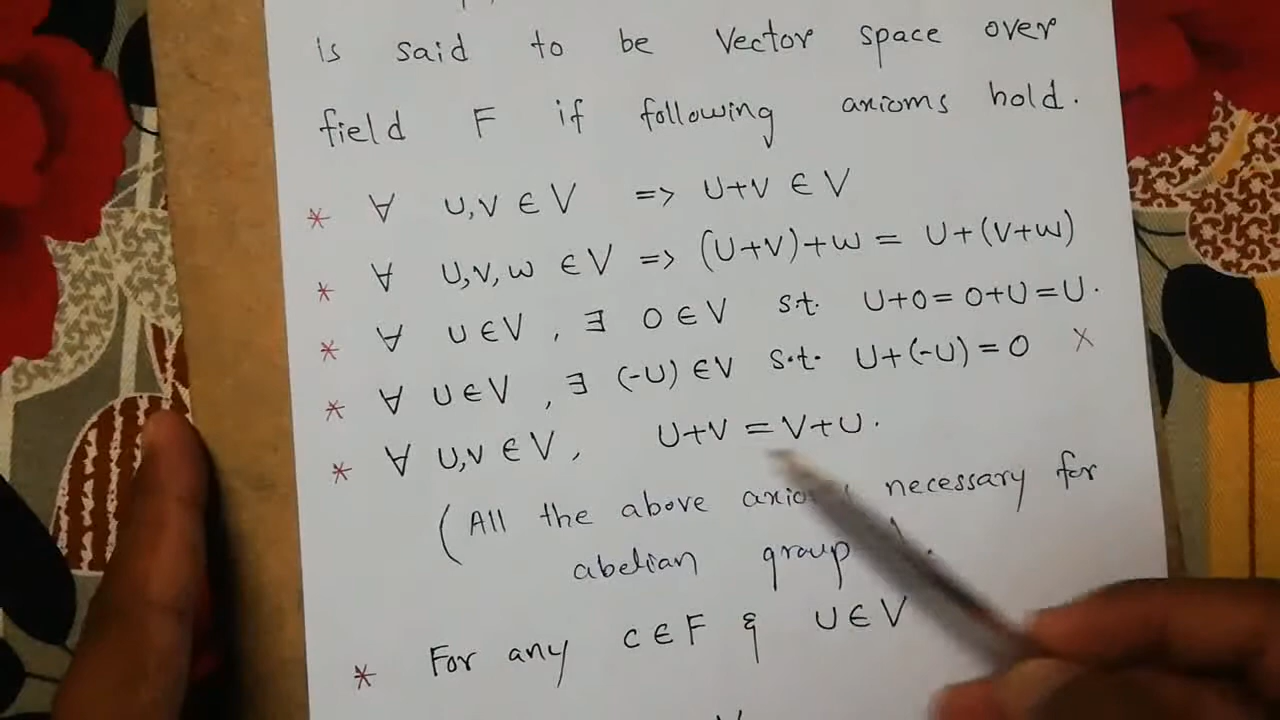 is said to be vector space over
field F if following axioms hold.
* ∀ u,v ∈ V => u+v ∈ V
* ∀ u,v,w ∈ V => (u+v)+w = u+(v+w)
* ∀ u ∈ V, ∃ 0 ∈ V s.t. u+0=0+u=u.
* ∀ u ∈ V, ∃ (-u) ∈ V s.t. u+(-u)=0 ×
* ∀ u,v ∈ V, u+v = v+u.
(All the above necessary for
abelian group ).
* For any c ∈ F & u ∈ V